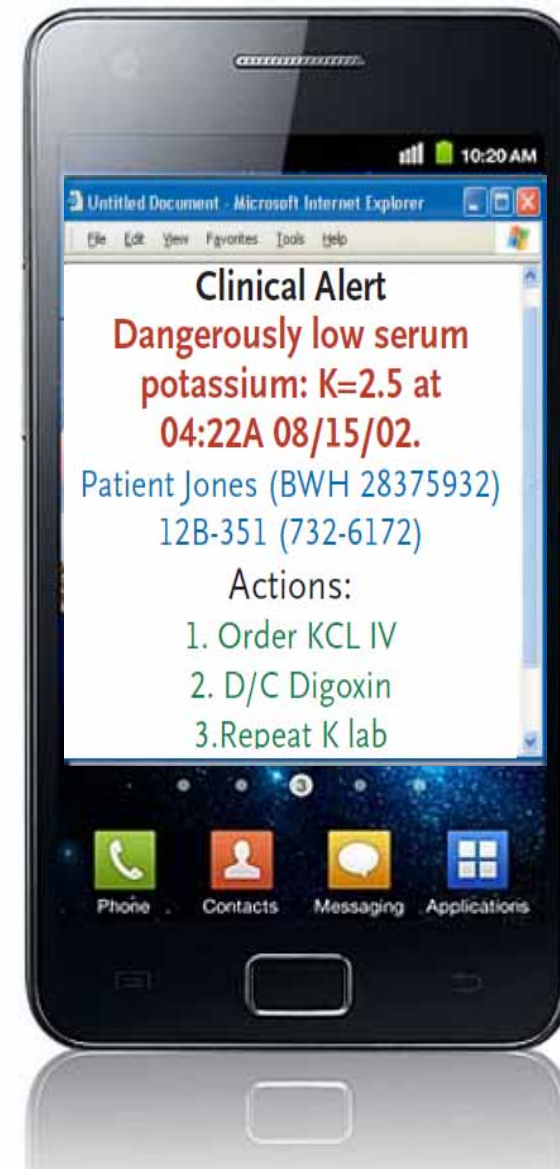 10:20 AM
Untitled Document - Microsoft Internet Explorer
File Edit View Favorites Tools Help
Clinical Alert
Dangerously low serum
potassium: K=2.5 at
04:22A 08/15/02.
Patient Jones (BWH 28375932)
12B-351 (732-6172)
Actions:
1. Order KCL IV
2. D/C Digoxin
3.Repeat K lab
3
Phone Contacts Messaging Applications